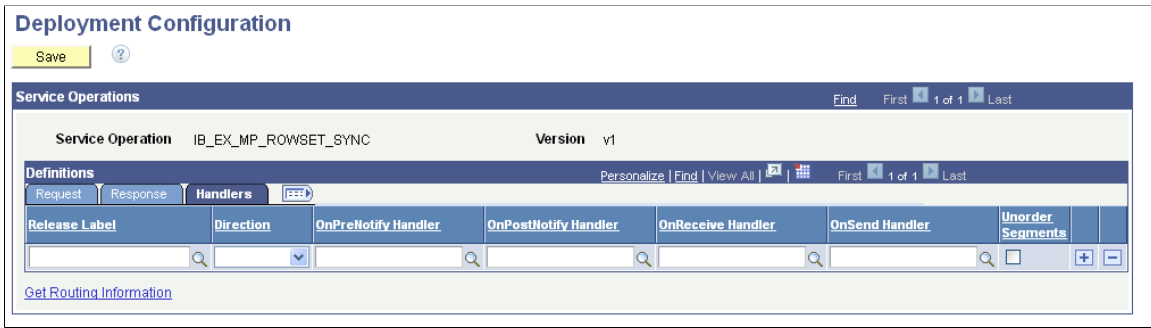 Deployment Configuration
Save ?
Service Operations Find First 1 of 1 Last
Service Operation IB_EX_MP_ROWSET_SYNC Version v1
Definitions Personalize | Find | View All | | First 1 of 1 Last
Request Response Handlers
Release Label Direction OnPreNotify Handler OnPostNotify Handler OnReceive Handler OnSend Handler Unorder Segments
Get Routing Information